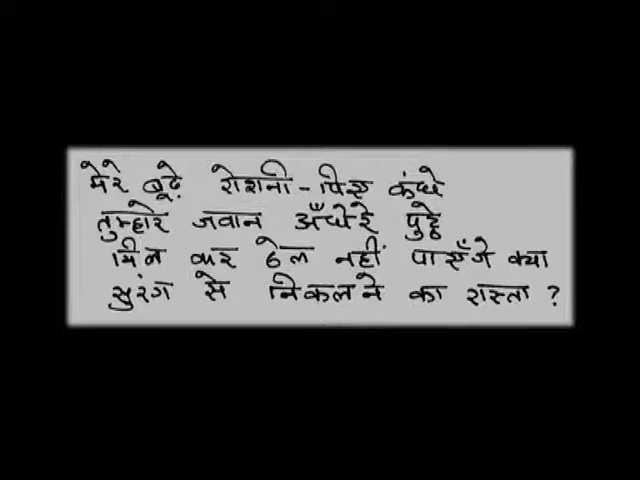 मेरे बूढ़े रोशनी-पिए कंधे
तुम्हारे जवान अँधेरे पुट्ठे
मिल कर ठेल नहीं पाएँगे क्या
सुरंग से निकलने का रास्ता ?